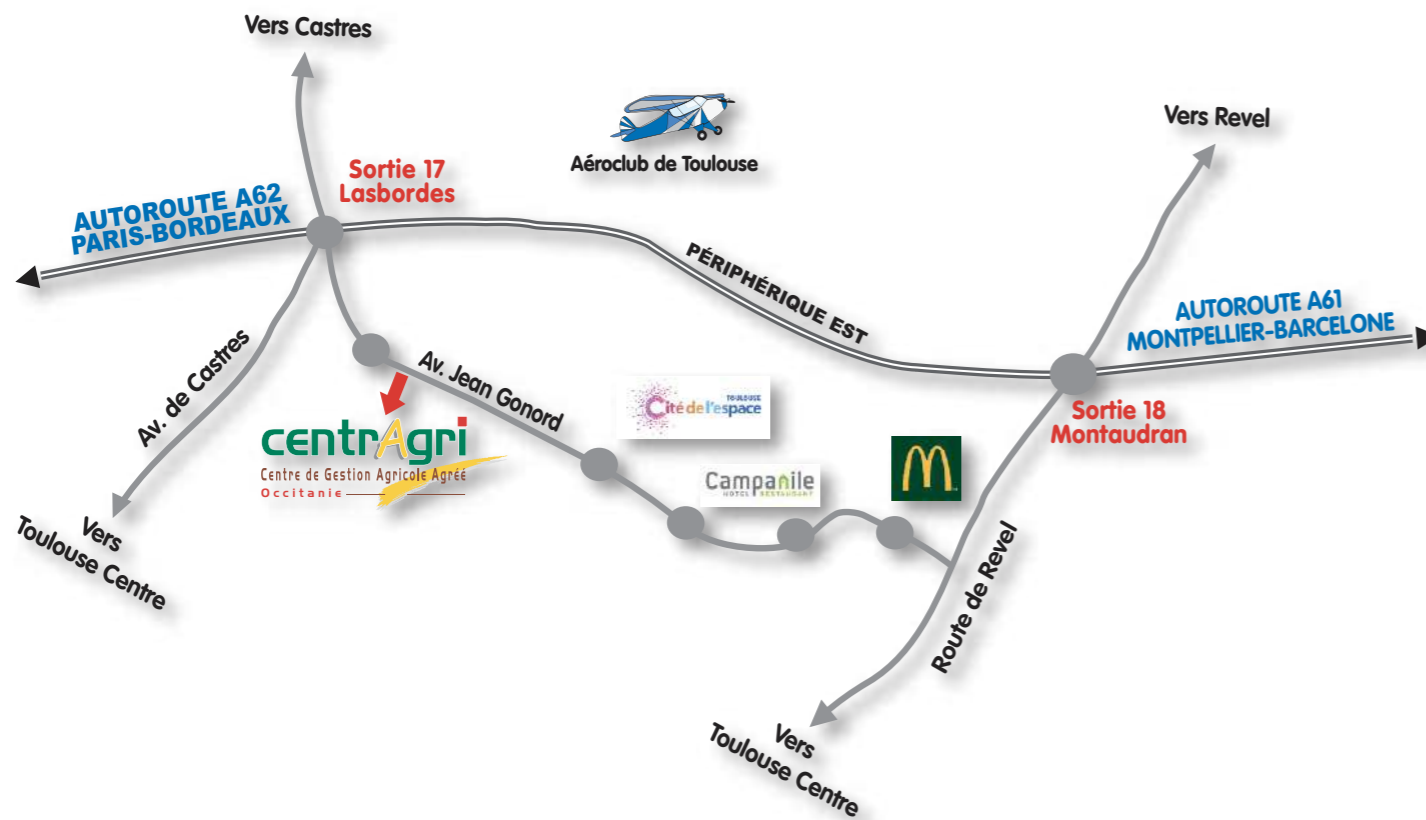 Vers Castres
Aéroclub de Toulouse
Vers Revel
Sortie 17
Lasbordes
AUTOROUTE A62
PARIS-BORDEAUX
PÉRIPHÉRIQUE EST
AUTOROUTE A61
MONTPELLIER-BARCELONE
Av. de Castres
Av. Jean Gonord
TOULOUSE
Cité de l'espace
Sortie 18
Montaudran
centrAgri
Centre de Gestion Agricole Agréé
Occitanie
Campanile
HOTEL RESTAURANT
M
Vers
Toulouse Centre
Route de Revel
Vers
Toulouse Centre